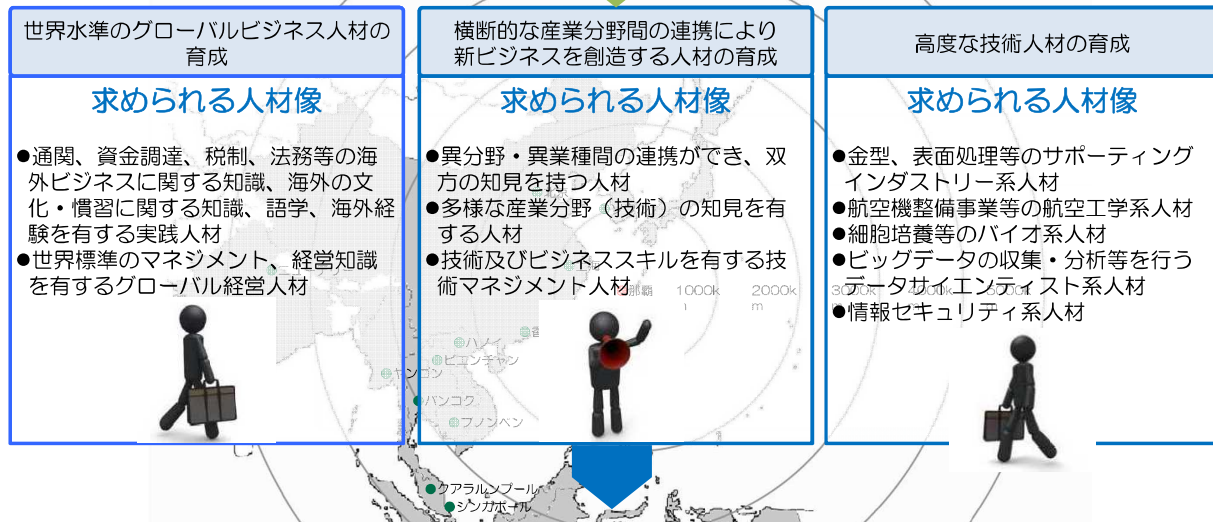 世界水準のグローバルビジネス人材の
育成
求められる人材像
●通関、資金調達、税制、法務等の海
外ビジネスに関する知識、海外の文
化・慣習に関する知識、語学、海外経
験を有する実践人材
●世界標準のマネジメント、経営知識
を有するグローバル経営人材
横断的な産業分野間の連携により
新ビジネスを創造する人材の育成
求められる人材像
●異分野・異業種間の連携ができ、双
方の知見を持つ人材
●多様な産業分野（技術）の知見を有
する人材
●技術及びビジネススキルを有する技
術マネジメント人材
高度な技術人材の育成
求められる人材像
●金型、表面処理等のサポーティング
インダストリー系人材
●航空機整備事業等の航空工学系人材
●細胞培養等のバイオ系人材
●ビッグデータの収集・分析等を行う
データサイエンティスト系人材
●情報セキュリティ系人材
那覇
1000k
2000k
m
ハノイ
ビエンチャン
ヤンゴン
バンコク
プノンペン
クアラルンプール
シンガポール